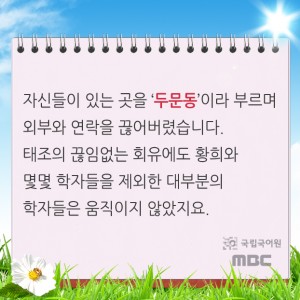 자신들이 있는 곳을 '두문동'이라 부르며
외부와 연락을 끊어버렸습니다.
태조의 끊임없는 회유에도 황희와
몇몇 학자들을 제외한 대부분의
학자들은 움직이지 않았지요.
국립국어원
MBC